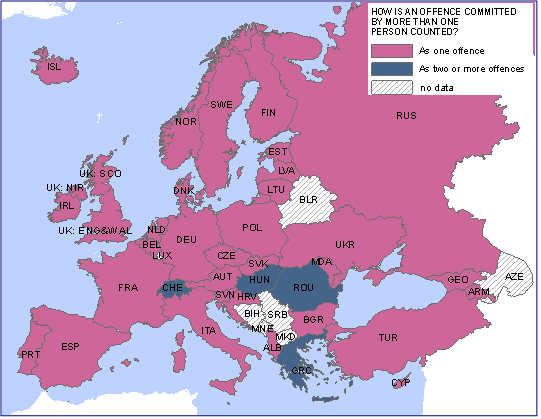 HOW IS AN OFFENCE COMMITTED
BY MORE THAN ONE
PERSON COUNTED?
As one offence
As two or more offences
no data
ISL
SWE
FIN
NOR
RUS
EST
LVA
UK: SCO
UK: NIR
DNK
LTU
BLR
IRL
UK: ENG&WAL
NLD
POL
DEU
BEL
LUX
CZE
UKR
SVK
MDA
AUT
HUN
FRA
CHE
ROU
GEO
AZE
SVN
HRV
ARM
BIH
SRB
BGR
ITA
MNE
MKD
TUR
ESP
PRT
ALB
GRC
CYP